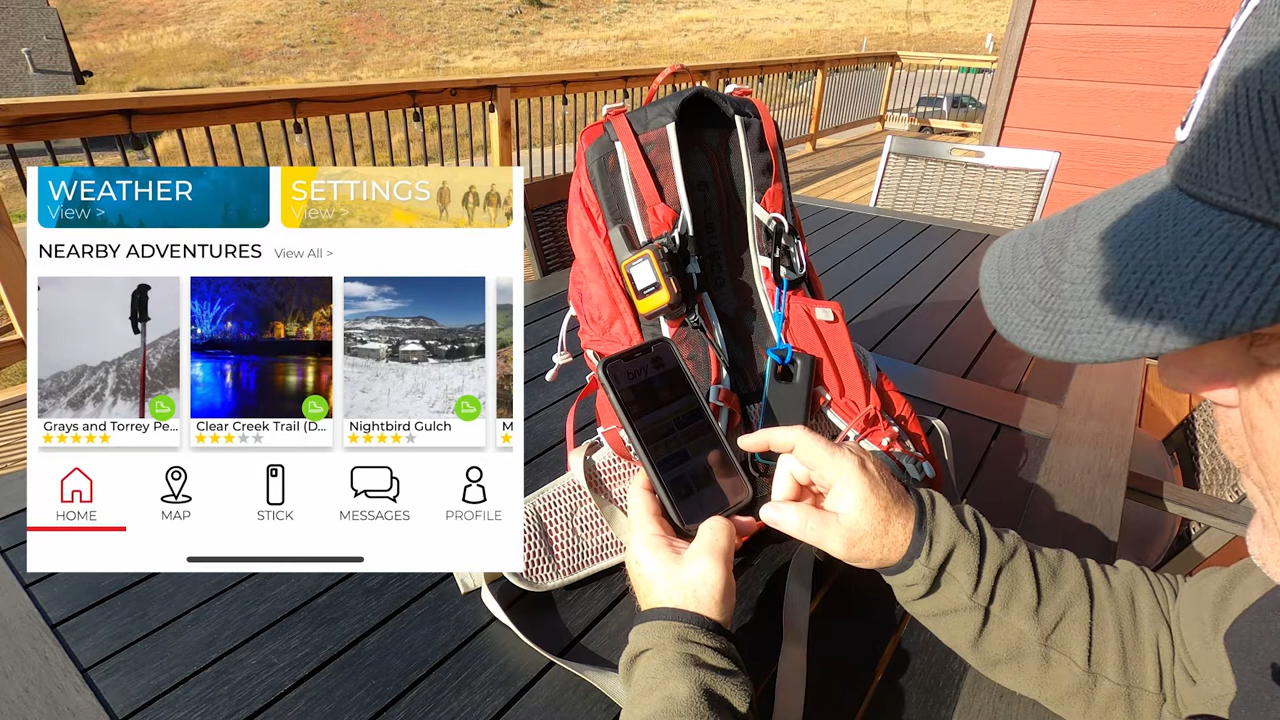 WEATHER
View >
SETTINGS
View >
NEARBY ADVENTURES View All >
Grays and Torrey Pe...
Clear Creek Trail (D...
Nightbird Gulch
HOME
MAP
STICK
MESSAGES
PROFILE
bivy